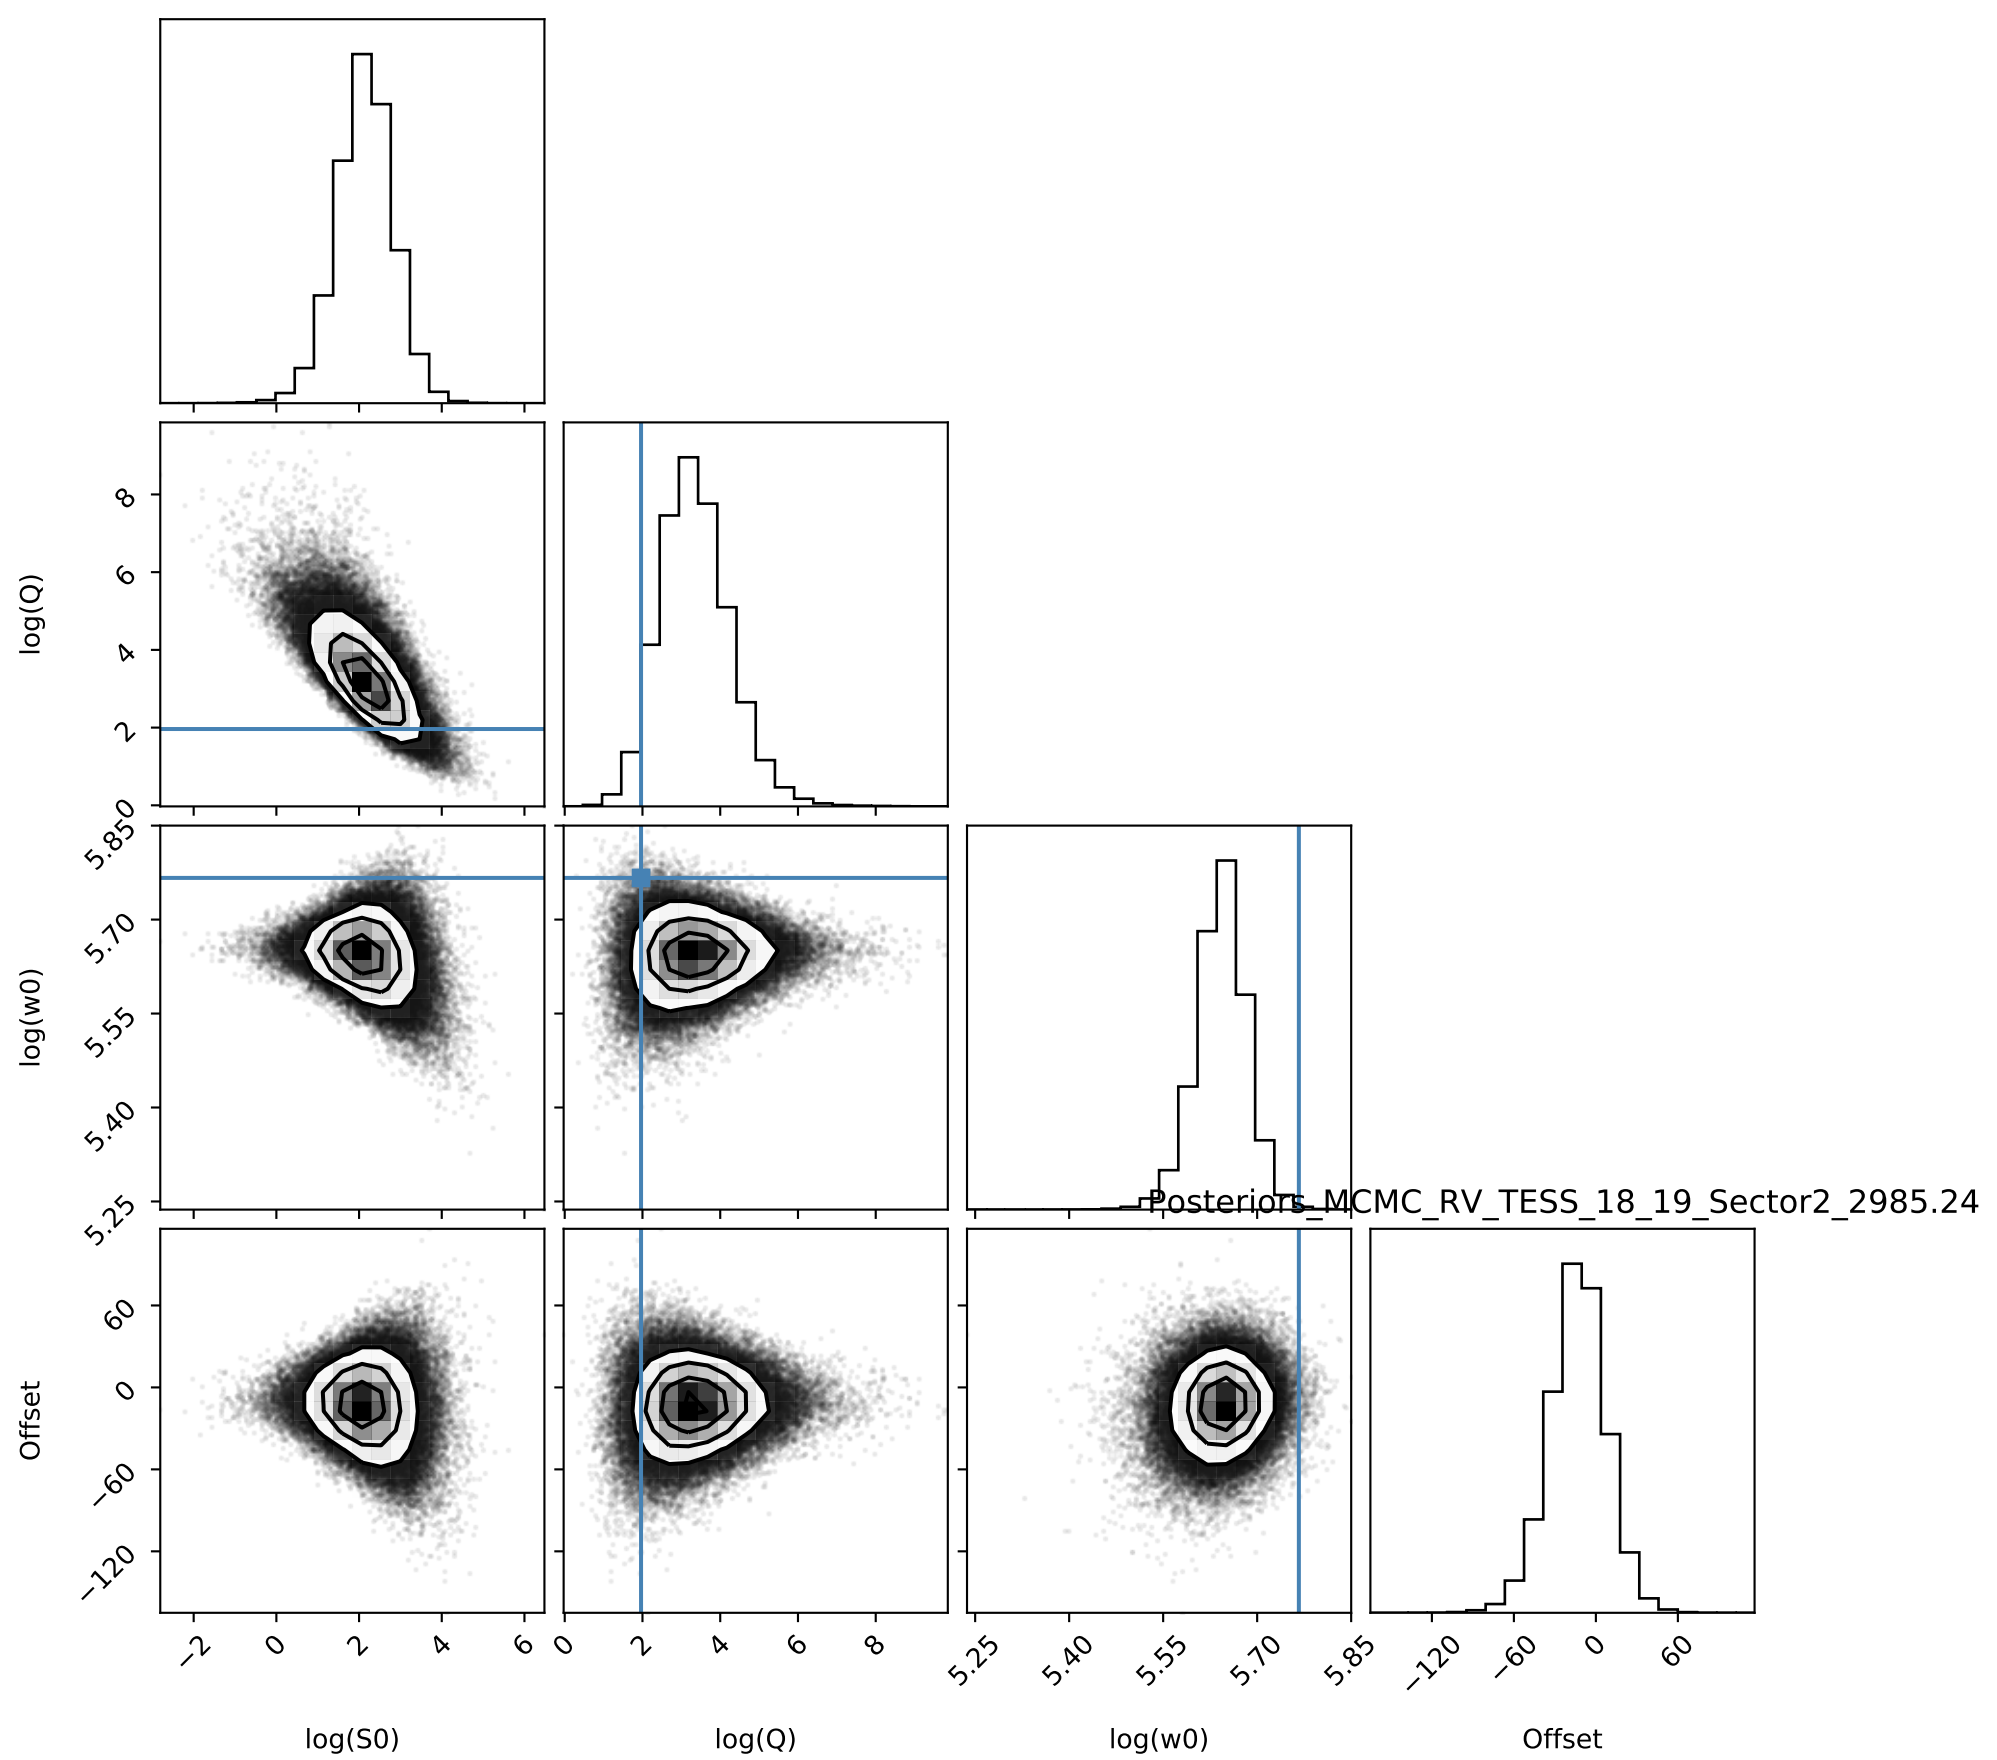 8
6
4
2
0
log(Q)
5.85
5.70
5.55
5.40
5.25
log(w0)
Posteriors_MCMC_RV_TESS_18_19_Sector2_2985.24
60
0
−60
−120
Offset
−2 0 2 4 6
0 2 4 6 8
5.25 5.40 5.55 5.70 5.85
−120 −60 0 60
log(S0) log(Q) log(w0) Offset